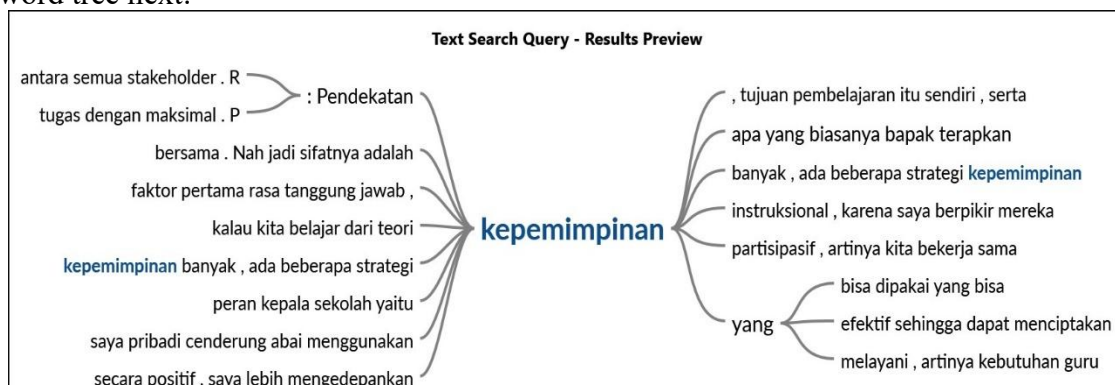 word tree next:
Text Search Query - Results Preview
antara semua stakeholder . R
tugas dengan maksimal . P
: Pendekatan
bersama . Nah jadi sifatnya adalah
faktor pertama rasa tanggung jawab ,
kalau kita belajar dari teori
kepemimpinan banyak , ada beberapa strategi
peran kepala sekolah yaitu
saya pribadi cenderung abai menggunakan
secara positif , saya lebih mengedepankan
kepemimpinan
, tujuan pembelajaran itu sendiri , serta
apa yang biasanya bapak terapkan
banyak , ada beberapa strategi kepemimpinan
instruksional , karena saya berpikir mereka
partisipasif , artinya kita bekerja sama
yang
bisa dipakai yang bisa
efektif sehingga dapat menciptakan
melayani , artinya kebutuhan guru